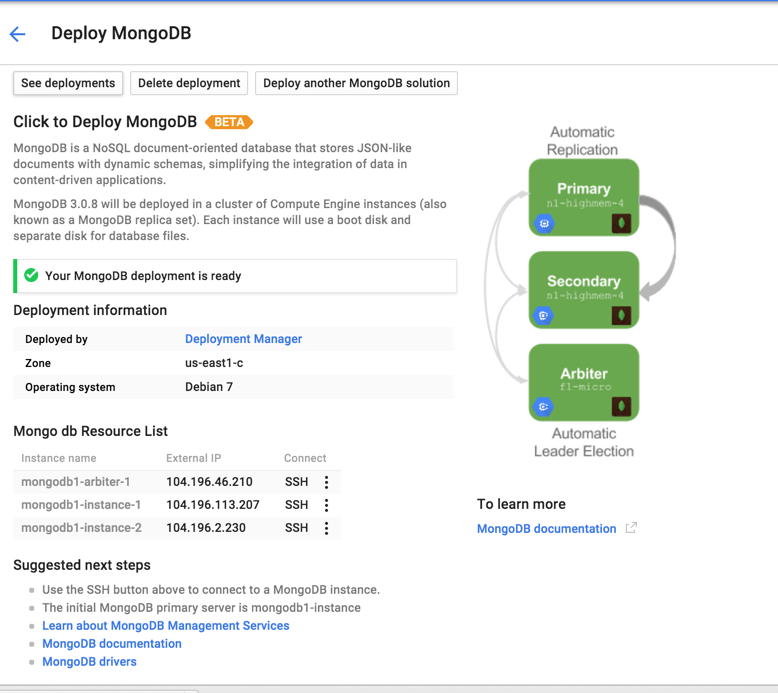 Deploy MongoDB
See deployments
Delete deployment
Deploy another MongoDB solution
Click to Deploy MongoDB BETA
MongoDB is a NoSQL document-oriented database that stores JSON-like
documents with dynamic schemas, simplifying the integration of data in
content-driven applications.
MongoDB 3.0.8 will be deployed in a cluster of Compute Engine instances (also
known as a MongoDB replica set). Each instance will use a boot disk and
separate disk for database files.
Your MongoDB deployment is ready
Deployment information
Deployed by Deployment Manager
Zone us-east1-c
Operating system Debian 7
Mongo db Resource List
Instance name External IP Connect
mongodb1-arbiter-1 104.196.46.210 SSH
mongodb1-instance-1 104.196.113.207 SSH
mongodb1-instance-2 104.196.2.230 SSH
Suggested next steps
Use the SSH button above to connect to a MongoDB instance.
The initial MongoDB primary server is mongodb1-instance
Learn about MongoDB Management Services
MongoDB documentation
MongoDB drivers
Automatic
Replication
Primary
n1-highmem-4
Secondary
n1-highmem-4
Arbiter
f1-micro
Automatic
Leader Election
To learn more
MongoDB documentation